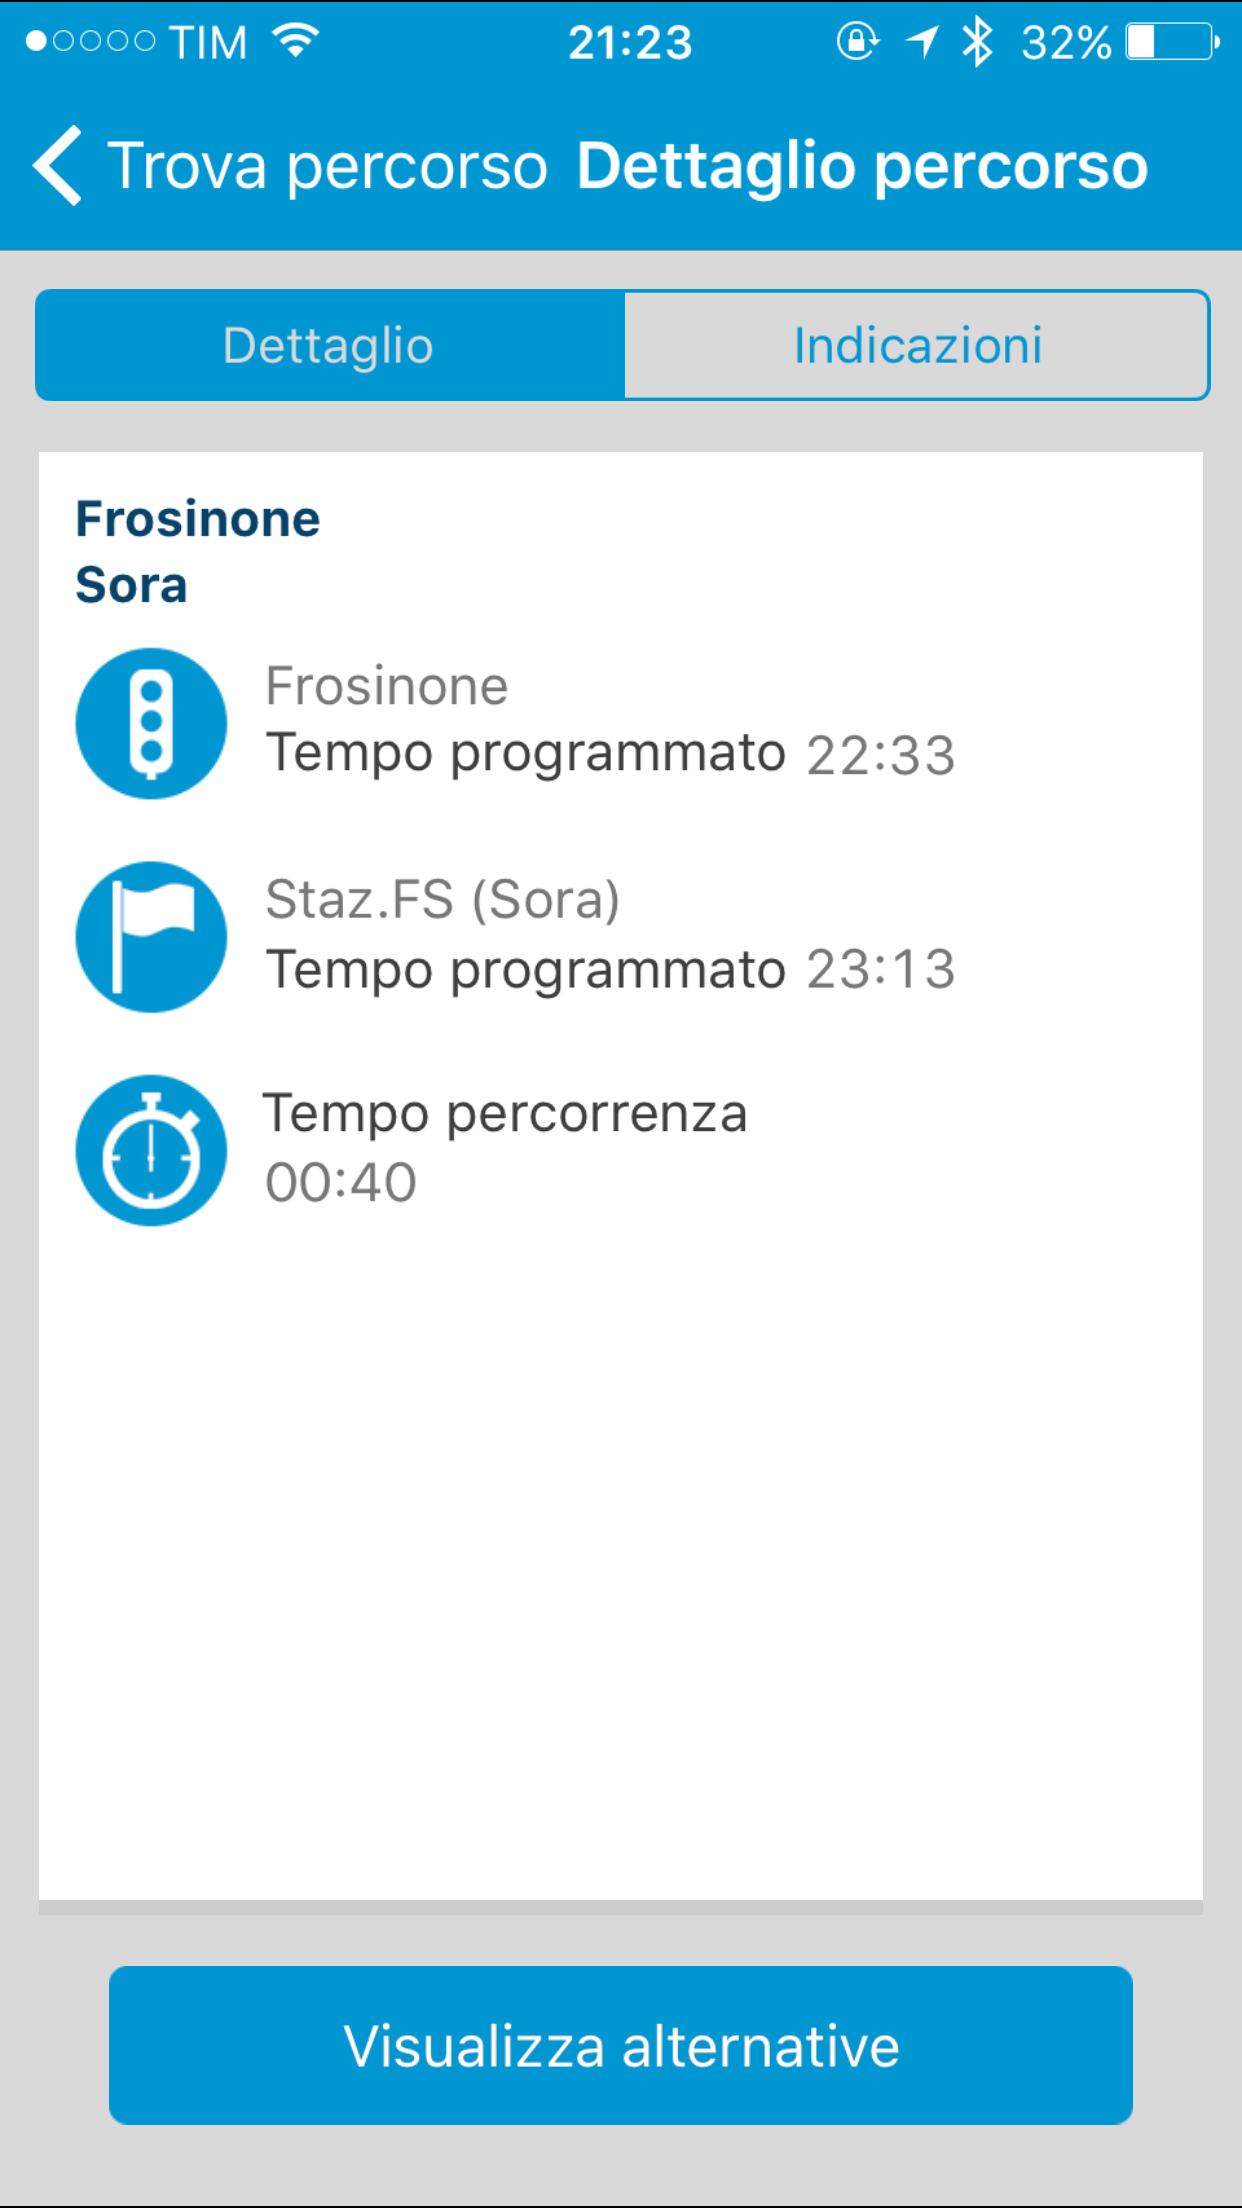 TIM 21:23 32%
Trova percorso Dettaglio percorso
Dettaglio Indicazioni
Frosinone
Sora
Frosinone
Tempo programmato 22:33
Staz.FS (Sora)
Tempo programmato 23:13
Tempo percorrenza
00:40
Visualizza alternative